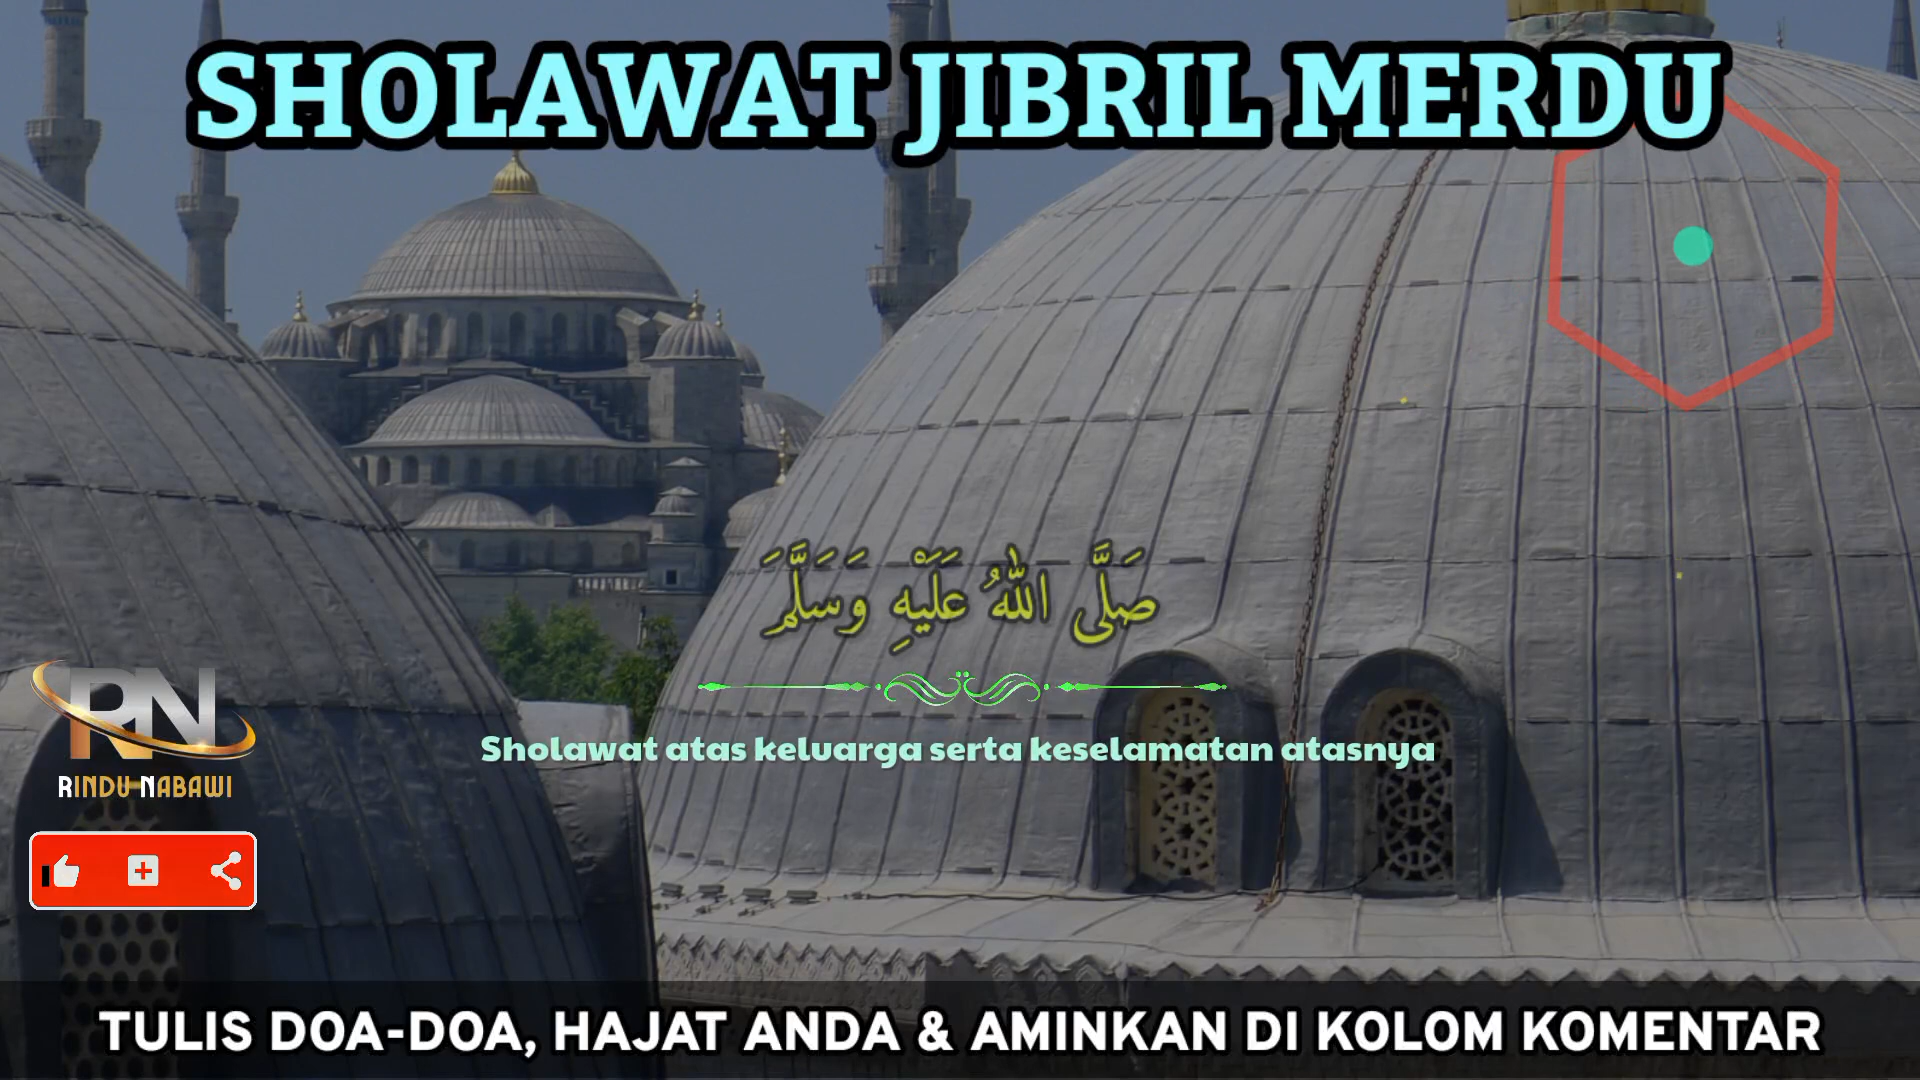 SHOLAWAT JIBRIL MERDU
صَلَّى اللهُ عَلَيْهِ وَسَلَّمَ
Sholawat atas keluarga serta keselamatan atasnya
RN
RINDU NABAWI
TULIS DOA-DOA, HAJAT ANDA & AMINKAN DI KOLOM KOMENTAR